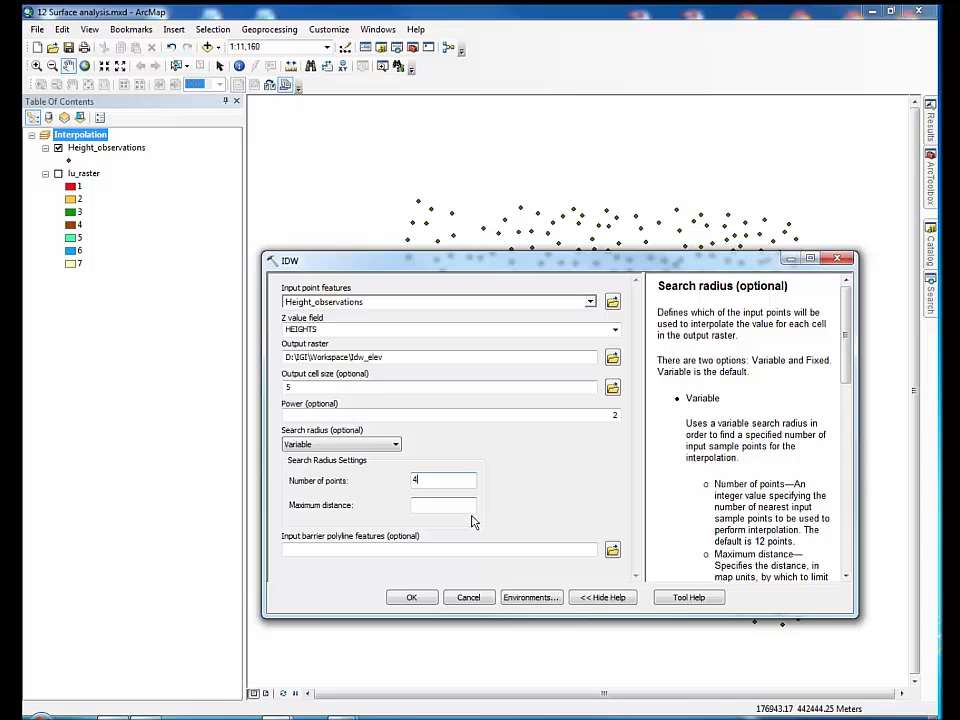 12 Surface analysis.mxd - ArcMap
File Edit View Bookmarks Insert Selection Geoprocessing Customize Windows Help
1:11,160
Table Of Contents
Interpolation
Height_observations
lu_raster
1
2
3
4
5
6
7
Results
ArcToolbox
Catalog
Search
IDW
Input point features
Height_observations
Z value field
HEIGHTS
Output raster
D:\IGI\Workspace\Idw_elev
Output cell size (optional)
5
Power (optional)
2
Search radius (optional)
Variable
Search Radius Settings
Number of points:
4
Maximum distance:
Input barrier polyline features (optional)
OK
Cancel
Environments...
<< Hide Help
Tool Help
Search radius (optional)
Defines which of the input points will
be used to interpolate the value for each cell
in the output raster.
There are two options: Variable and Fixed.
Variable is the default.
Variable
Uses a variable search radius in
order to find a specified number of
input sample points for the
interpolation.
Number of points—An
integer value specifying the
number of nearest input
sample points to be used to
perform interpolation. The
default is 12 points.
Maximum distance—
Specifies the distance, in
map units, by which to limit
176943.17 442444.25 Meters